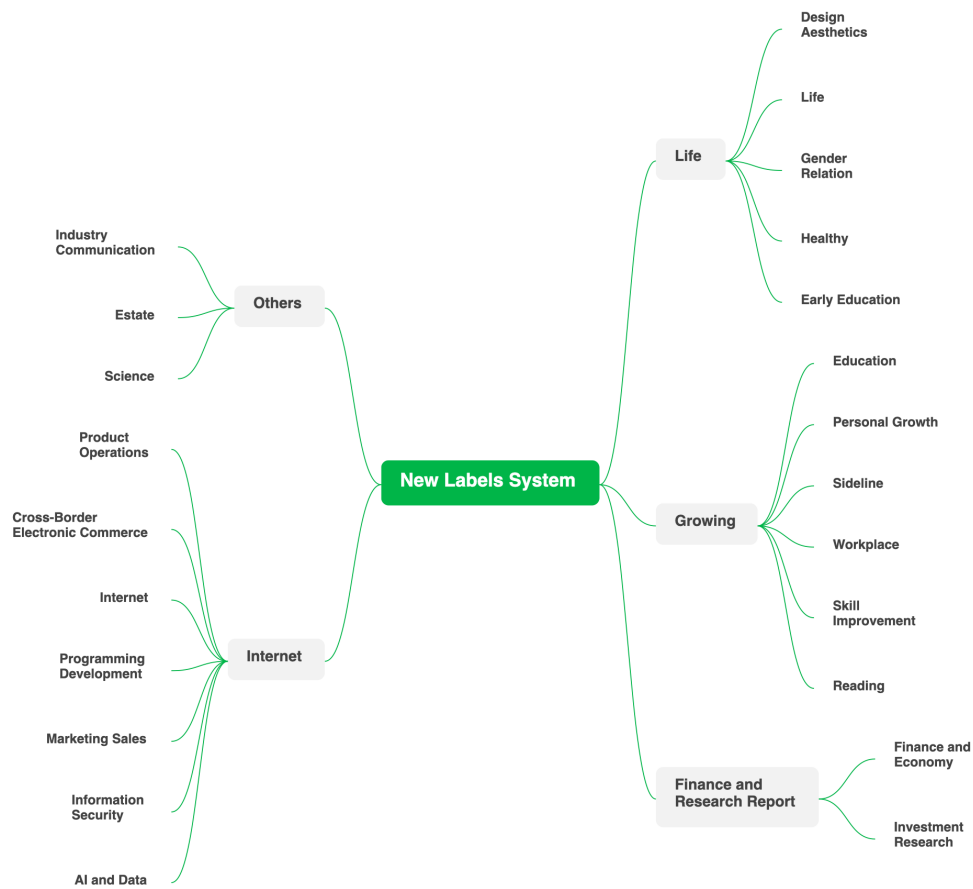 New Labels System
Life
Design
Aesthetics
Life
Gender
Relation
Healthy
Early Education
Growing
Education
Personal Growth
Sideline
Workplace
Skill
Improvement
Reading
Finance and
Research Report
Finance and
Economy
Investment
Research
Others
Industry
Communication
Estate
Science
Internet
Product
Operations
Cross-Border
Electronic Commerce
Internet
Programming
Development
Marketing Sales
Information
Security
AI and Data